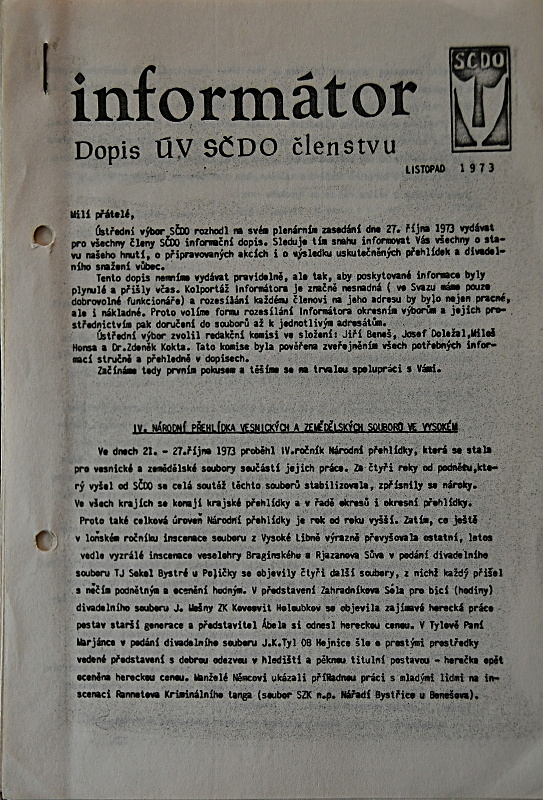 informátor
SČDO
Dopis ÚV SČDO členstvu
LISTOPAD 1973
Milí přátelé,
Ústřední výbor SČDO rozhodl na svém plenárním zasedání dne 27. října 1973 vydávat
pro všechny členy SČDO informační dopis. Sleduje tím snahu informovat Vás všechny o sta-
vu našeho hnutí, o připravovaných akcích i o výsledku uskutečněných přehlídek a divadel-
ního snažení vůbec.
Tento dopis nemíníme vydávat pravidelně, ale tak, aby poskytované informace byly
plynulé a přišly včas. Kolportáž Informátora je značně nesnadná ( ve Svazu máme pouze
dobrovolné funkcionáře) a rozesílání každému členovi na jeho adresu by bylo nejen pracné,
ale i nákladné. Proto volíme formu rozesílání Informátora okresním výborům a jejich pro-
střednictvím pak doručení do souborů až k jednotlivým adresátům.
Ústřední výbor zvolil redakční komisi ve složení: Jiří Beneš, Josef Doležal,Miloš
Honsa a Dr.Zdeněk Kokta. Tato komise byla pověřena zveřejněním všech potřebných infor-
mací stručně a přehledně v dopisech.
Začínáme tedy prvním pokusem a těšíme se na trvalou spolupráci s Vámi.
IV. NÁRODNÍ PŘEHLÍDKA VESNICKÝCH A ZEMĚDĚLSKÝCH SOUBORŮ VE VYSOKÉM
Ve dnech 21. - 27.října 1973 proběhl IV.ročník Národní přehlídky, která se stala
pro vesnické a zemědělské soubory součástí jejich práce. Za čtyři roky od podnětu,kte-
rý vyšel od SČDO se celá soutěž těchto souborů stabilizovala, zpřísnily se nároky.
Ve všech krajích se konají krajské přehlídky a v řadě okresů i okresní přehlídky.
Proto také celková úroveň Národní přehlídky je rok od roku vyšší. Zatím, co ještě
v loňském ročníku inscenace souboru z Vysoké Libně výrazně převyšovala ostatní, letos
vedle vyzrálé inscenace veselohry Braginského a Rjazanova Sůva v podání divadelního
souboru TJ Sokol Bystré u Poličky se objevily čtyři další soubory, z nichž každý přišel
s něčím podnětným a ocenění hodným. V představení Zahradníkova Sóla pro bicí (hodiny)
divadelního souboru J. Mošny ZK Kovosvit Holoubkov se objevila zajímavá herecká práce
postav starší generace a představitel Ábela si odnesl hereckou cenu. V Tylově Paní
Marjánce v podání divadelního souboru J.K.Tyl OB Hejnice šlo o prostými prostředky
vedené představení s dobrou odezvou v hledišti a pěknou titulní postavou - herečka opět
oceněna hereckou cenou. Manželé Němcovi ukázali příkladnou práci s mladými lidmi na in-
scenaci Rannetova Kriminálního tanga (soubor SZK n.p. Nářadí Bystřice u Benešova).